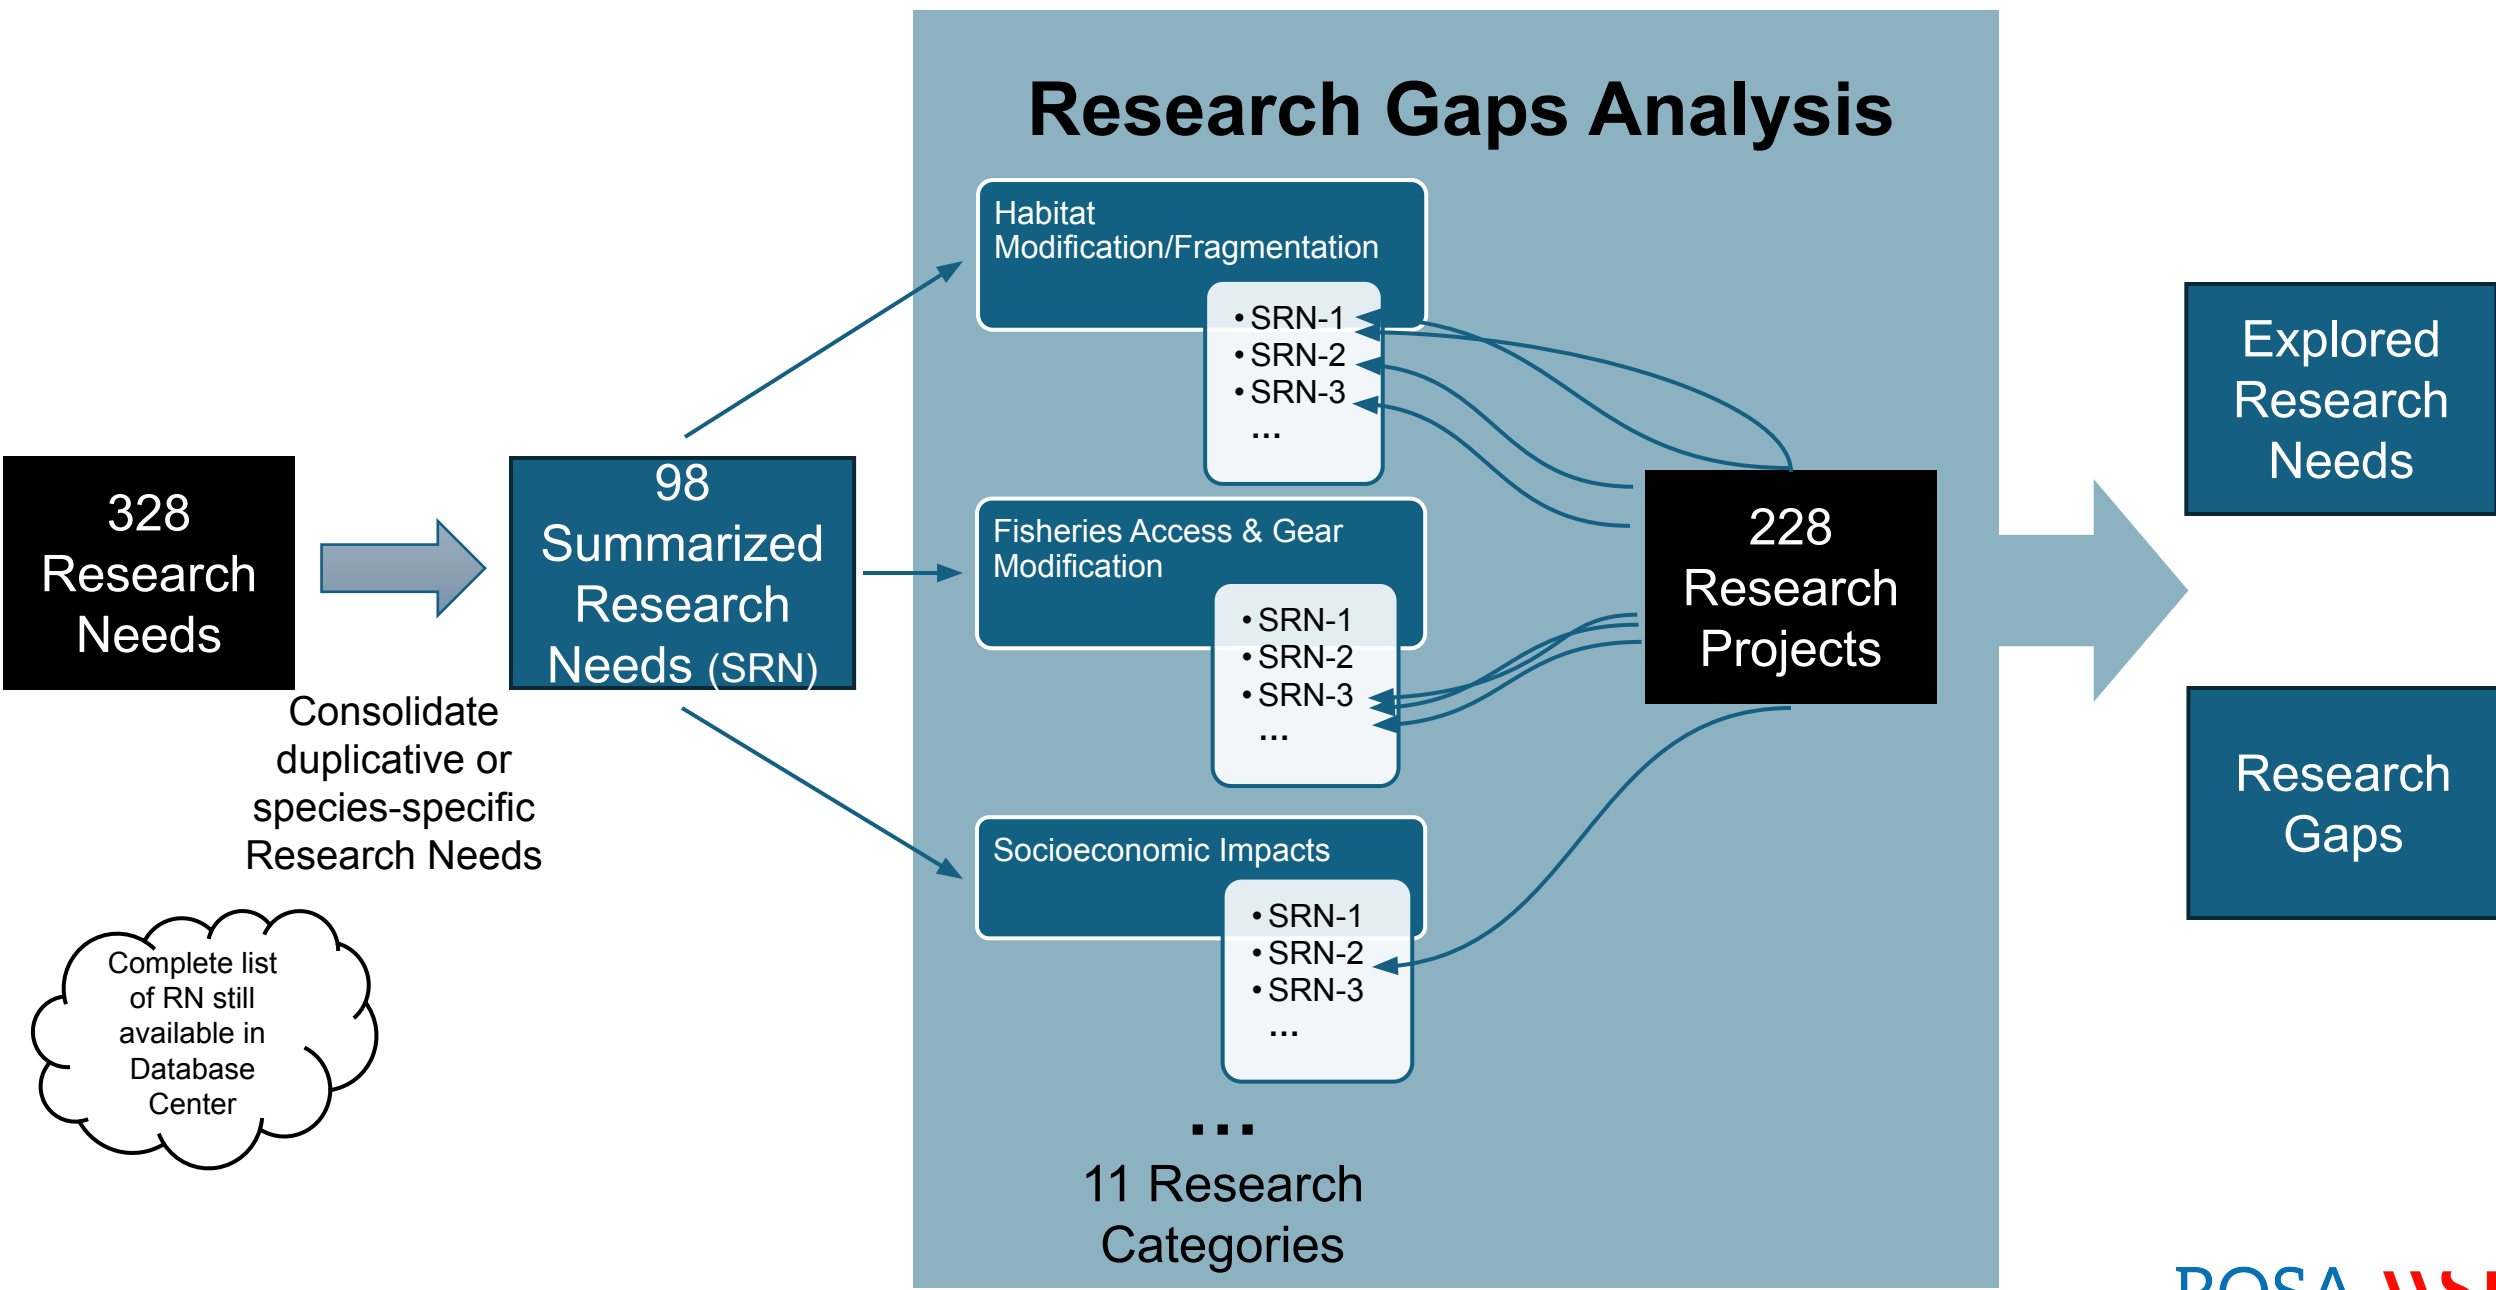 Research Gaps Analysis
328
Research
Needs
Consolidate
duplicative or
species-specific
Research Needs
Complete list
of RN still
available in
Database
Center
98
Summarized
Research
Needs (SRN)
Habitat
Modification/Fragmentation
• SRN-1
• SRN-2
• SRN-3
...
Fisheries Access & Gear
Modification
• SRN-1
• SRN-2
• SRN-3
...
Socioeconomic Impacts
• SRN-1
• SRN-2
• SRN-3
...
...
11 Research
Categories
228
Research
Projects
Explored
Research
Needs
Research
Gaps
ROSA